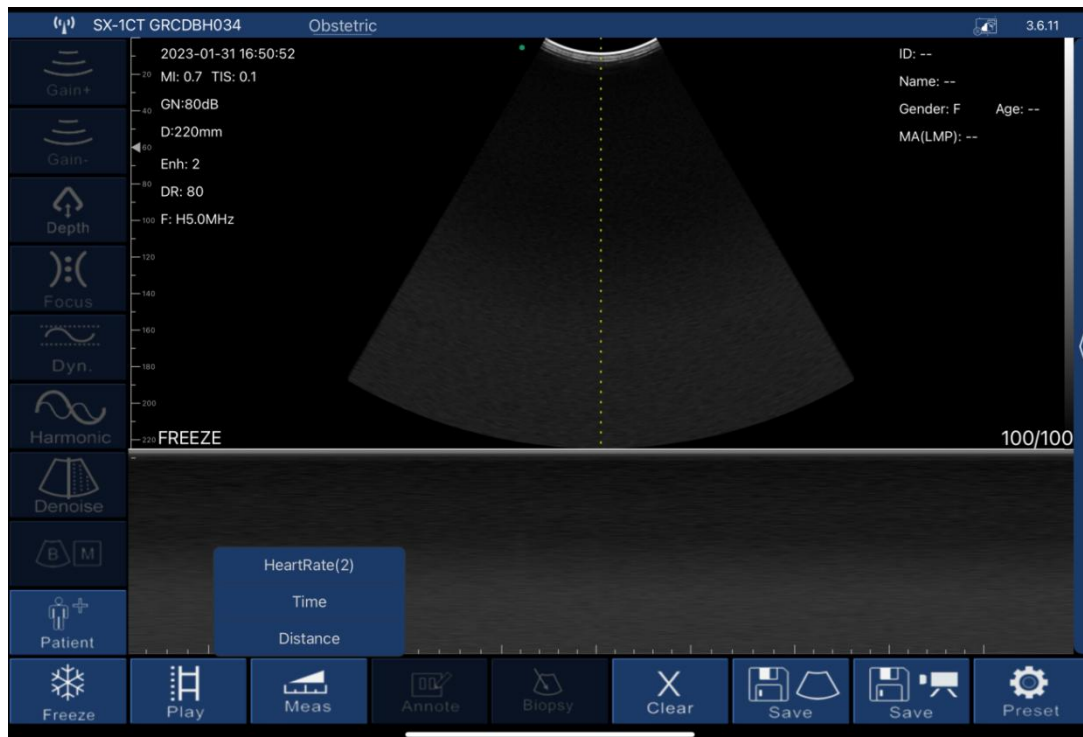 SX-1CT GRCDBH034 Obstetric 3.6.11
Gain+
Gain-
Depth
Focus
Dyn.
Harmonic
Denoise
B M
Patient
20
40
60
80
100
120
140
160
180
200
220
2023-01-31 16:50:52
MI: 0.7 TIS: 0.1
GN:80dB
D:220mm
Enh: 2
DR: 80
F: H5.0MHz
FREEZE
ID: --
Name: --
Gender: F Age: --
MA(LMP): --
100/100
HeartRate(2)
Time
Distance
Freeze
Play
Meas
Annote
Biopsy
Clear
Save
Save
Preset